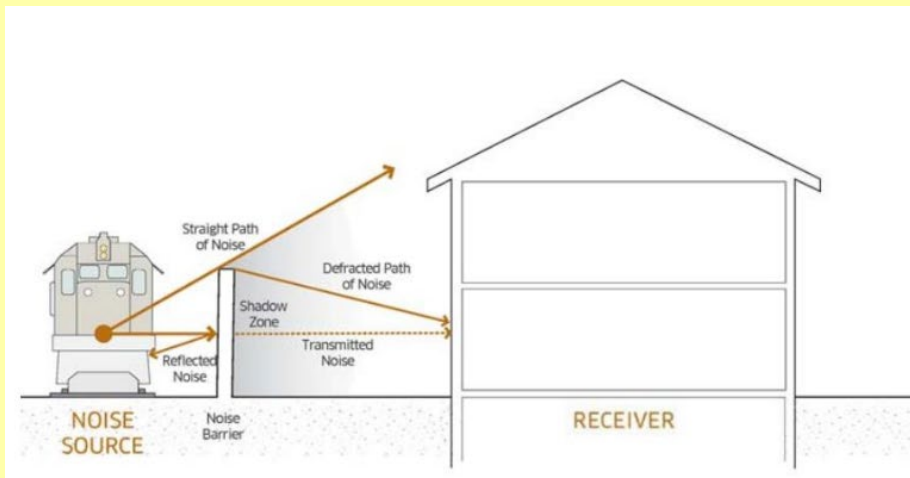 Straight Path
of Noise
Defracted Path
of Noise
Shadow
Zone
Transmitted
Noise
Reflected
Noise
NOISE
SOURCE
Noise
Barrier
RECEIVER